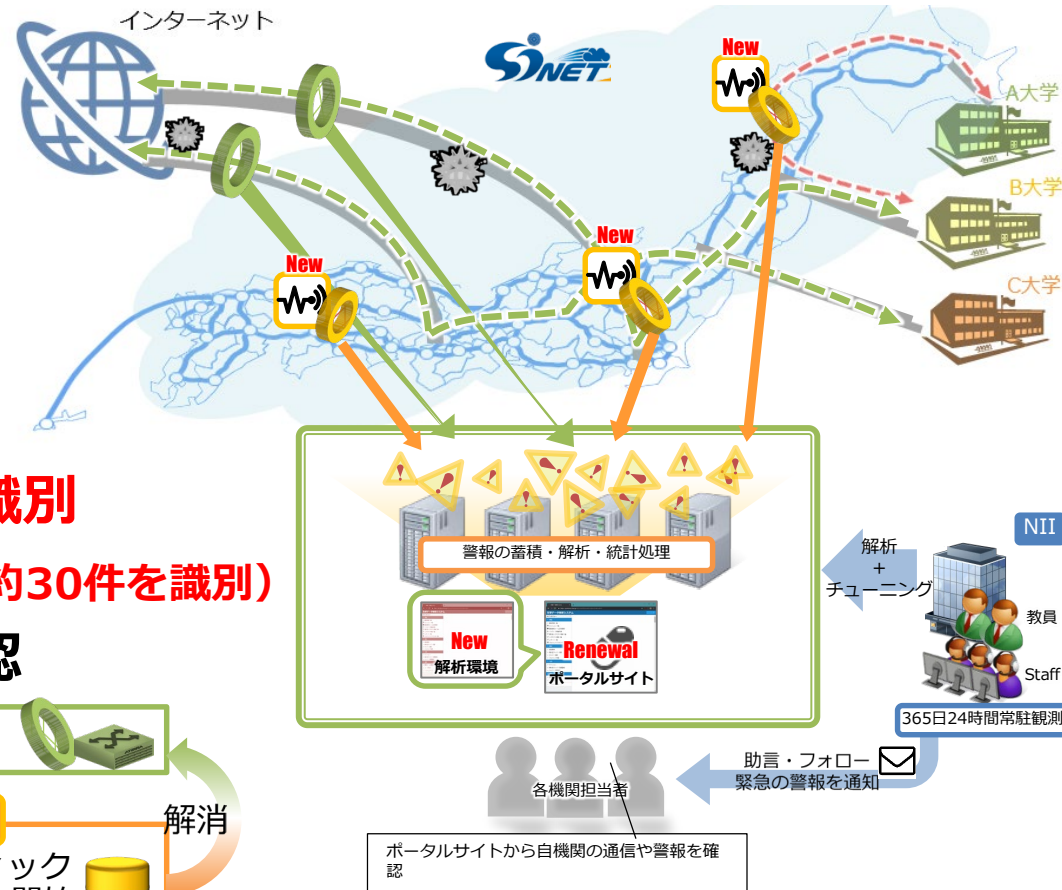 インターネット
SINET
New
A大学
B大学
New
New
C大学
識別
約30件を識別）
認
警報の蓄積・解析・統計処理
New
解析環境
Renewal
ポータルサイト
解析
+
チューニング
NII
教員
Staff
365日24時間常駐観測
助言・フォロー
緊急の警報を通知
各機関担当者
ポータルサイトから自機関の通信や警報を確
認
解消
ィック